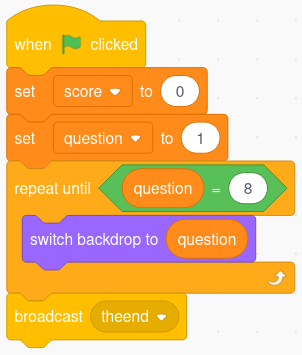 when clicked
set score to 0
set question to 1
repeat until question = 8
switch backdrop to question
broadcast theend